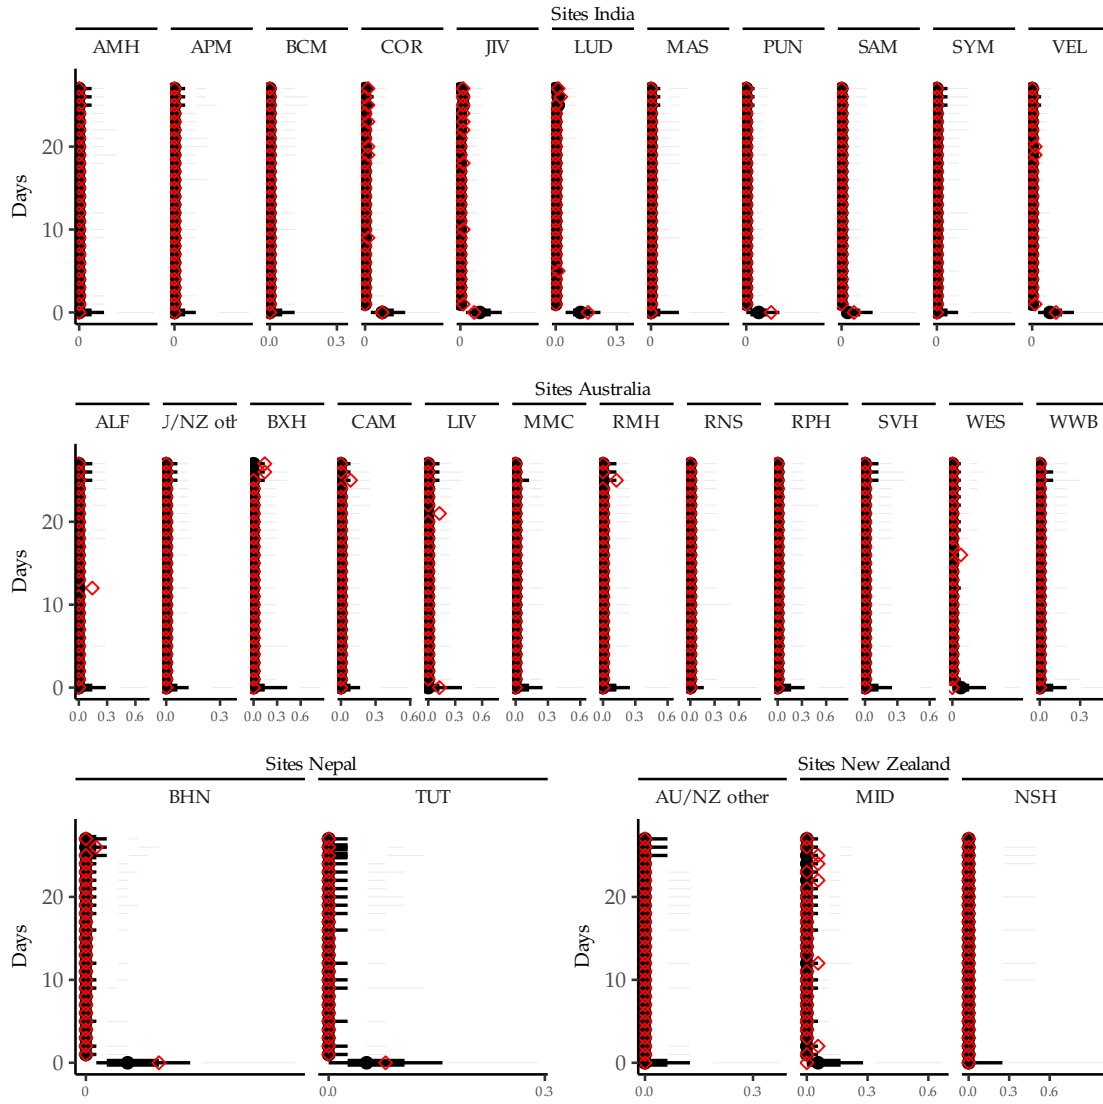 Sites India
AMH APM BCM COR JIV LUD MAS PUN SAM SYM VEL
Days
20
10
0
0 0 0.0 0.3 0 0 0.0 0.3 0 0 0 0 0
Sites Australia
ALF J/NZ oth BXH CAM LIV MMC RMH RNS RPH SVH WES WWB
Days
20
10
0
0.0 0.3 0.6 0.0 0.3 0.0 0.3 0.6 0.0 0.3 0.6 0.0 0.3 0.6 0.0 0.3 0.6 0.0 0.3 0.6 0.0 0.3 0.6 0.0 0.3 0.6 0.0 0.3 0.6 0 0.0 0.3
Sites Nepal Sites New Zealand
BHN TUT AU/NZ other MID NSH
Days Days
20 20
10 10
0 0
0 0.0 0.3 0.0 0.3 0.0 0.3 0.6 0.0 0.3 0.6